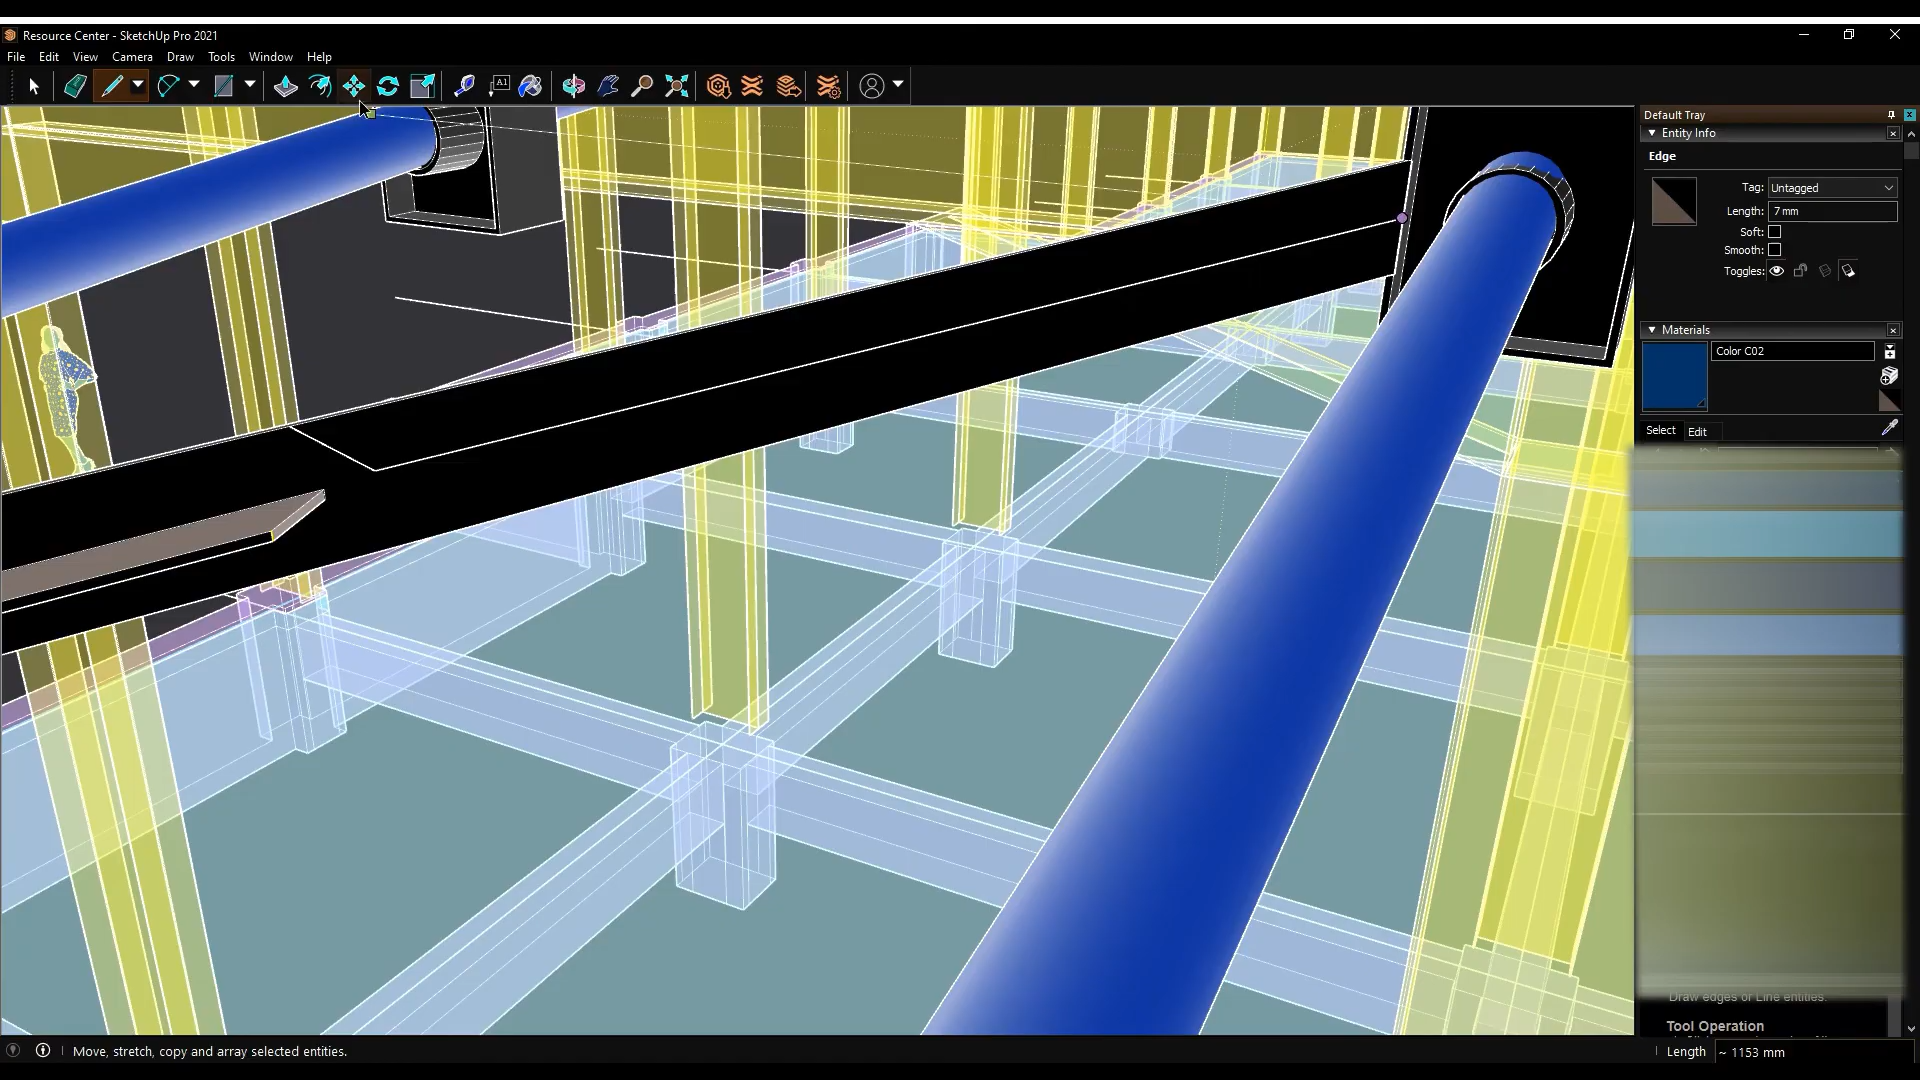 Resource Center - SketchUp Pro 2021
File Edit View Camera Draw Tools Window Help
A1
Default Tray
Entity Info
Edge
Tag: Untagged
Length: 7 mm
Soft:
Smooth:
Toggles:
Materials
Color C02
Select Edit
Draw edges or Line entities.
Tool Operation
Move, stretch, copy and array selected entities.
Length ~ 1153 mm